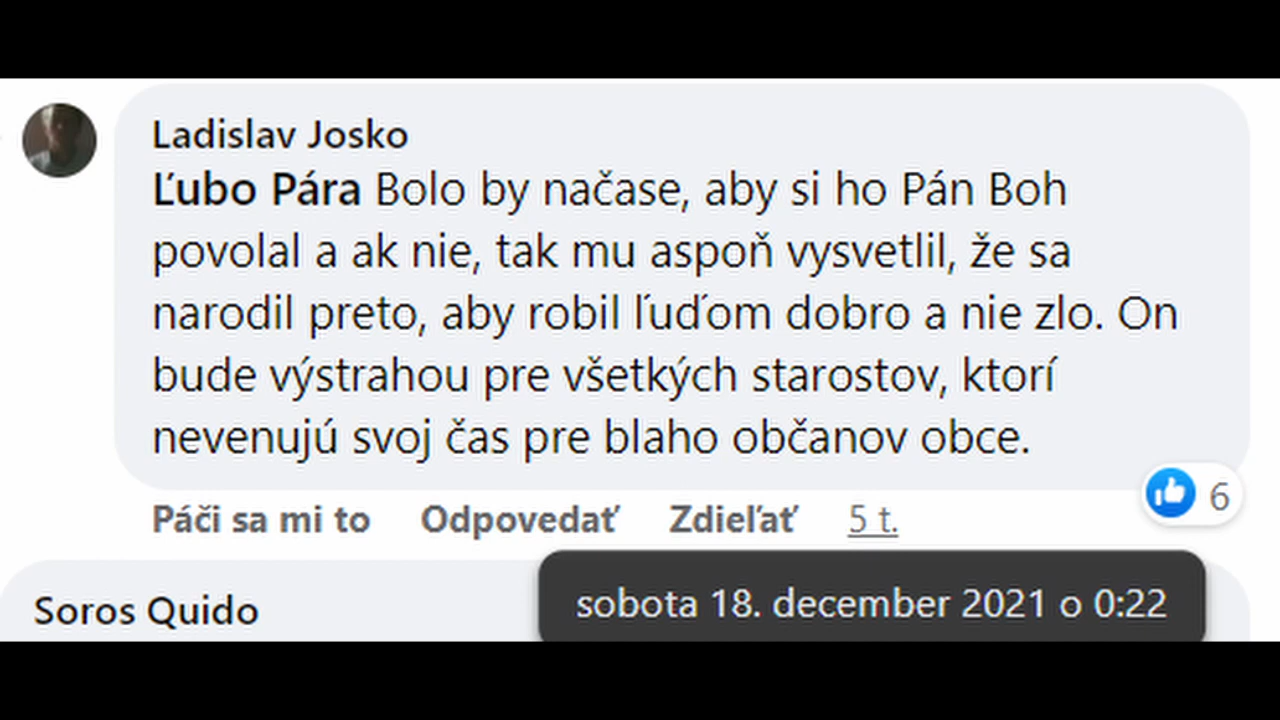 Ladislav Josko
Ľubo Pára Bolo by načase, aby si ho Pán Boh
povolal a ak nie, tak mu aspoň vysvetlil, že sa
narodil preto, aby robil ľuďom dobro a nie zlo. On
bude výstrahou pre všetkých starostov, ktorí
nevenujú svoj čas pre blaho občanov obce.
6
Páči sa mi to Odpovedať Zdieľať 5 t.
sobota 18. december 2021 o 0:22
Soros Quido